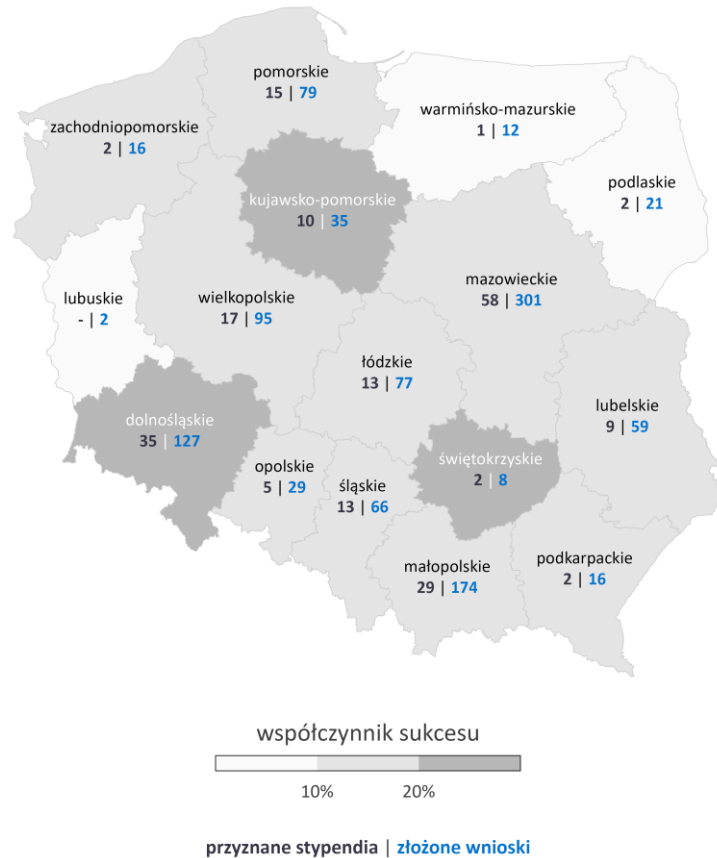 pomorskie
15 | 79
warmińsko-mazurskie
1 | 12
zachodniopomorskie
2 | 16
podlaskie
2 | 21
kujawsko-pomorskie
10 | 35
mazowieckie
58 | 301
lubuskie
- | 2
wielkopolskie
17 | 95
łódzkie
13 | 77
lubelskie
9 | 59
dolnośląskie
35 | 127
świętokrzyskie
2 | 8
opolskie
5 | 29
śląskie
13 | 66
małopolskie
29 | 174
podkarpackie
2 | 16
współczynnik sukcesu
10% 20%
przyznane stypendia | złożone wnioski